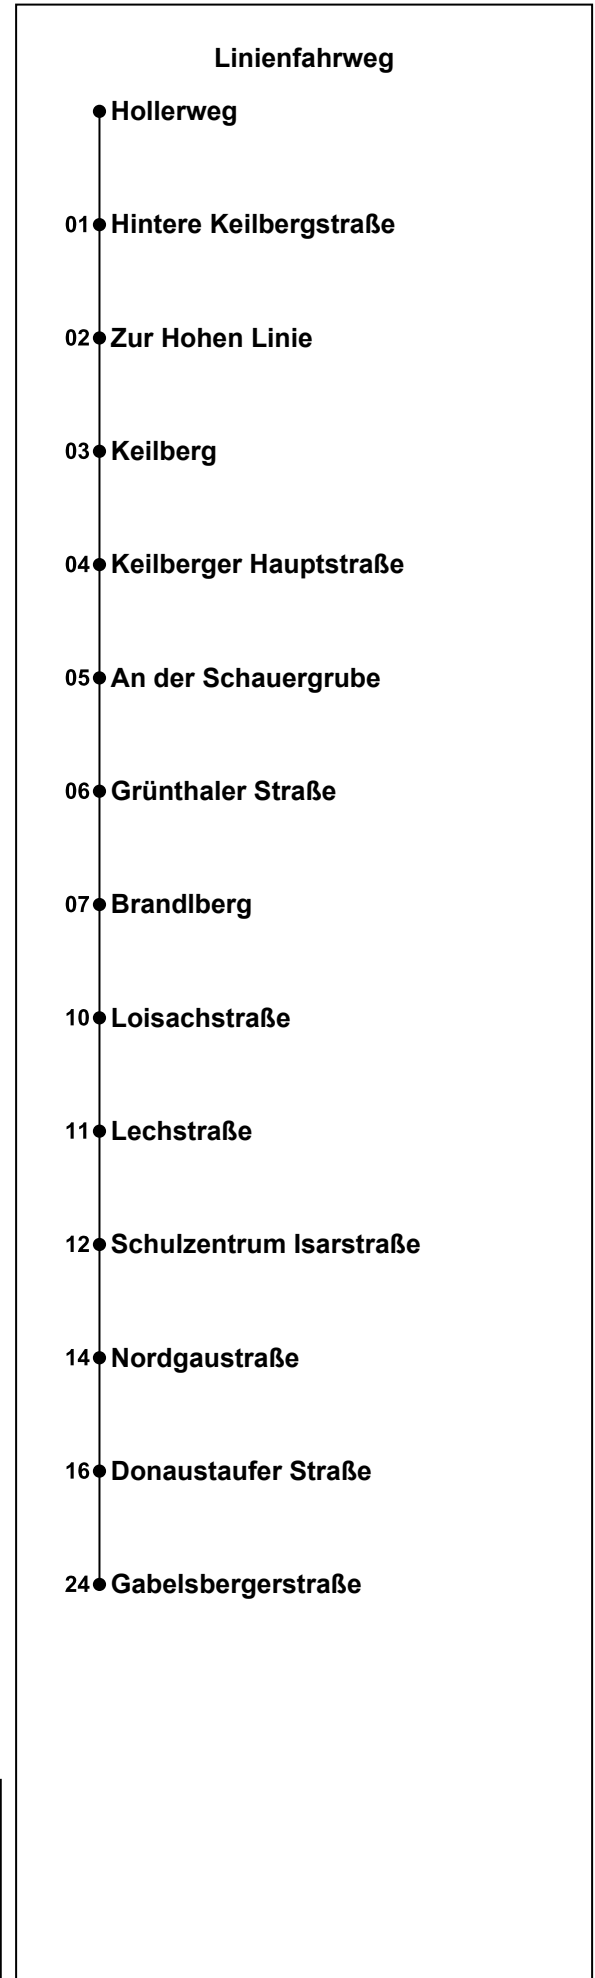 Linienfahrweg
Hollerweg
01 Hintere Keilbergstraße
02 Zur Hohen Linie
03 Keilberg
04 Keilberger Hauptstraße
05 An der Schauergrube
06 Grünthaler Straße
07 Brandlberg
10 Loisachstraße
11 Lechstraße
12 Schulzentrum Isarstraße
14 Nordgaustraße
16 Donaustaufer Straße
24 Gabelsbergerstraße